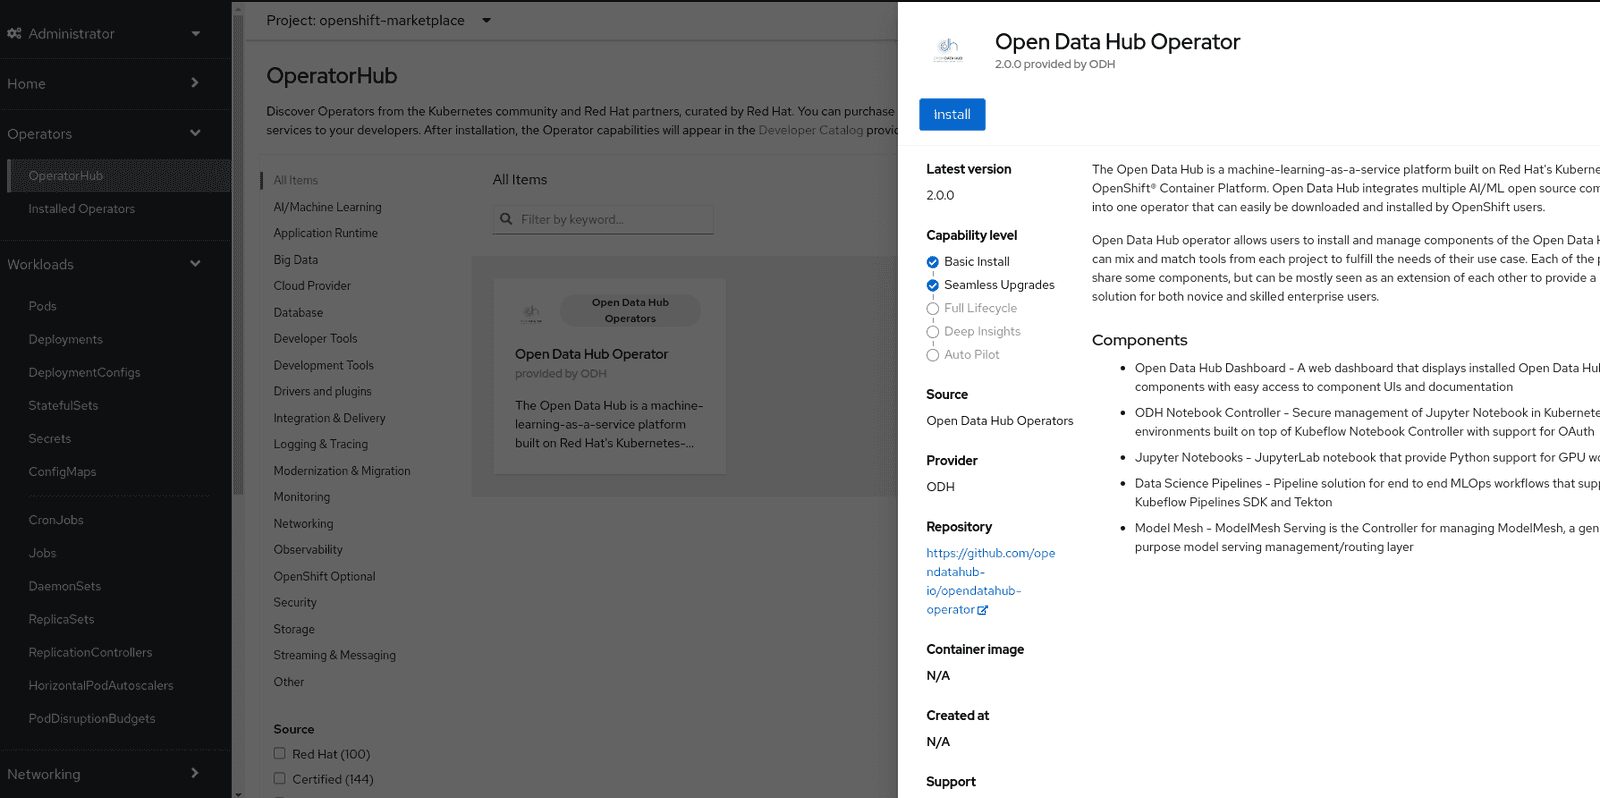 Administrator
Home
Operators
OperatorHub
Installed Operators
Workloads
Pods
Deployments
DeploymentConfigs
StatefulSets
Secrets
ConfigMaps
CronJobs
Jobs
DaemonSets
ReplicaSets
ReplicationControllers
HorizontalPodAutoscalers
PodDisruptionBudgets
Networking
Project: openshift-marketplace
OperatorHub
Discover Operators from the Kubernetes community and Red Hat partners, curated by Red Hat. You can purchase
services to your developers. After installation, the Operator capabilities will appear in the Developer Catalog provid
All Items
AI/Machine Learning
Application Runtime
Big Data
Cloud Provider
Database
Developer Tools
Development Tools
Drivers and plugins
Integration & Delivery
Logging & Tracing
Modernization & Migration
Monitoring
Networking
Observability
OpenShift Optional
Security
Storage
Streaming & Messaging
Other
Source
Red Hat (100)
Certified (144)
All Items
Filter by keyword...
Open Data Hub
Operators
Open Data Hub Operator
provided by ODH
The Open Data Hub is a machine-
learning-as-a-service platform
built on Red Hat's Kubernetes-...
Open Data Hub Operator
2.0.0 provided by ODH
Install
Latest version
2.0.0
Capability level
Basic Install
Seamless Upgrades
Full Lifecycle
Deep Insights
Auto Pilot
Source
Open Data Hub Operators
Provider
ODH
Repository
https://github.com/ope
ndatahub-
io/opendatahub-
operator
Container image
N/A
Created at
N/A
Support
The Open Data Hub is a machine-learning-as-a-service platform built on Red Hat's Kuberne
OpenShift® Container Platform. Open Data Hub integrates multiple AI/ML open source com
into one operator that can easily be downloaded and installed by OpenShift users.
Open Data Hub operator allows users to install and manage components of the Open Data H
can mix and match tools from each project to fulfill the needs of their use case. Each of the p
share some components, but can be mostly seen as an extension of each other to provide a
solution for both novice and skilled enterprise users.
Components
• Open Data Hub Dashboard - A web dashboard that displays installed Open Data Hub
components with easy access to component UIs and documentation
• ODH Notebook Controller - Secure management of Jupyter Notebook in Kubernete
environments built on top of Kubeflow Notebook Controller with support for OAuth
• Jupyter Notebooks - JupyterLab notebook that provide Python support for GPU wo
• Data Science Pipelines - Pipeline solution for end to end MLOps workflows that supp
Kubeflow Pipelines SDK and Tekton
• Model Mesh - ModelMesh Serving is the Controller for managing ModelMesh, a gen
purpose model serving management/routing layer